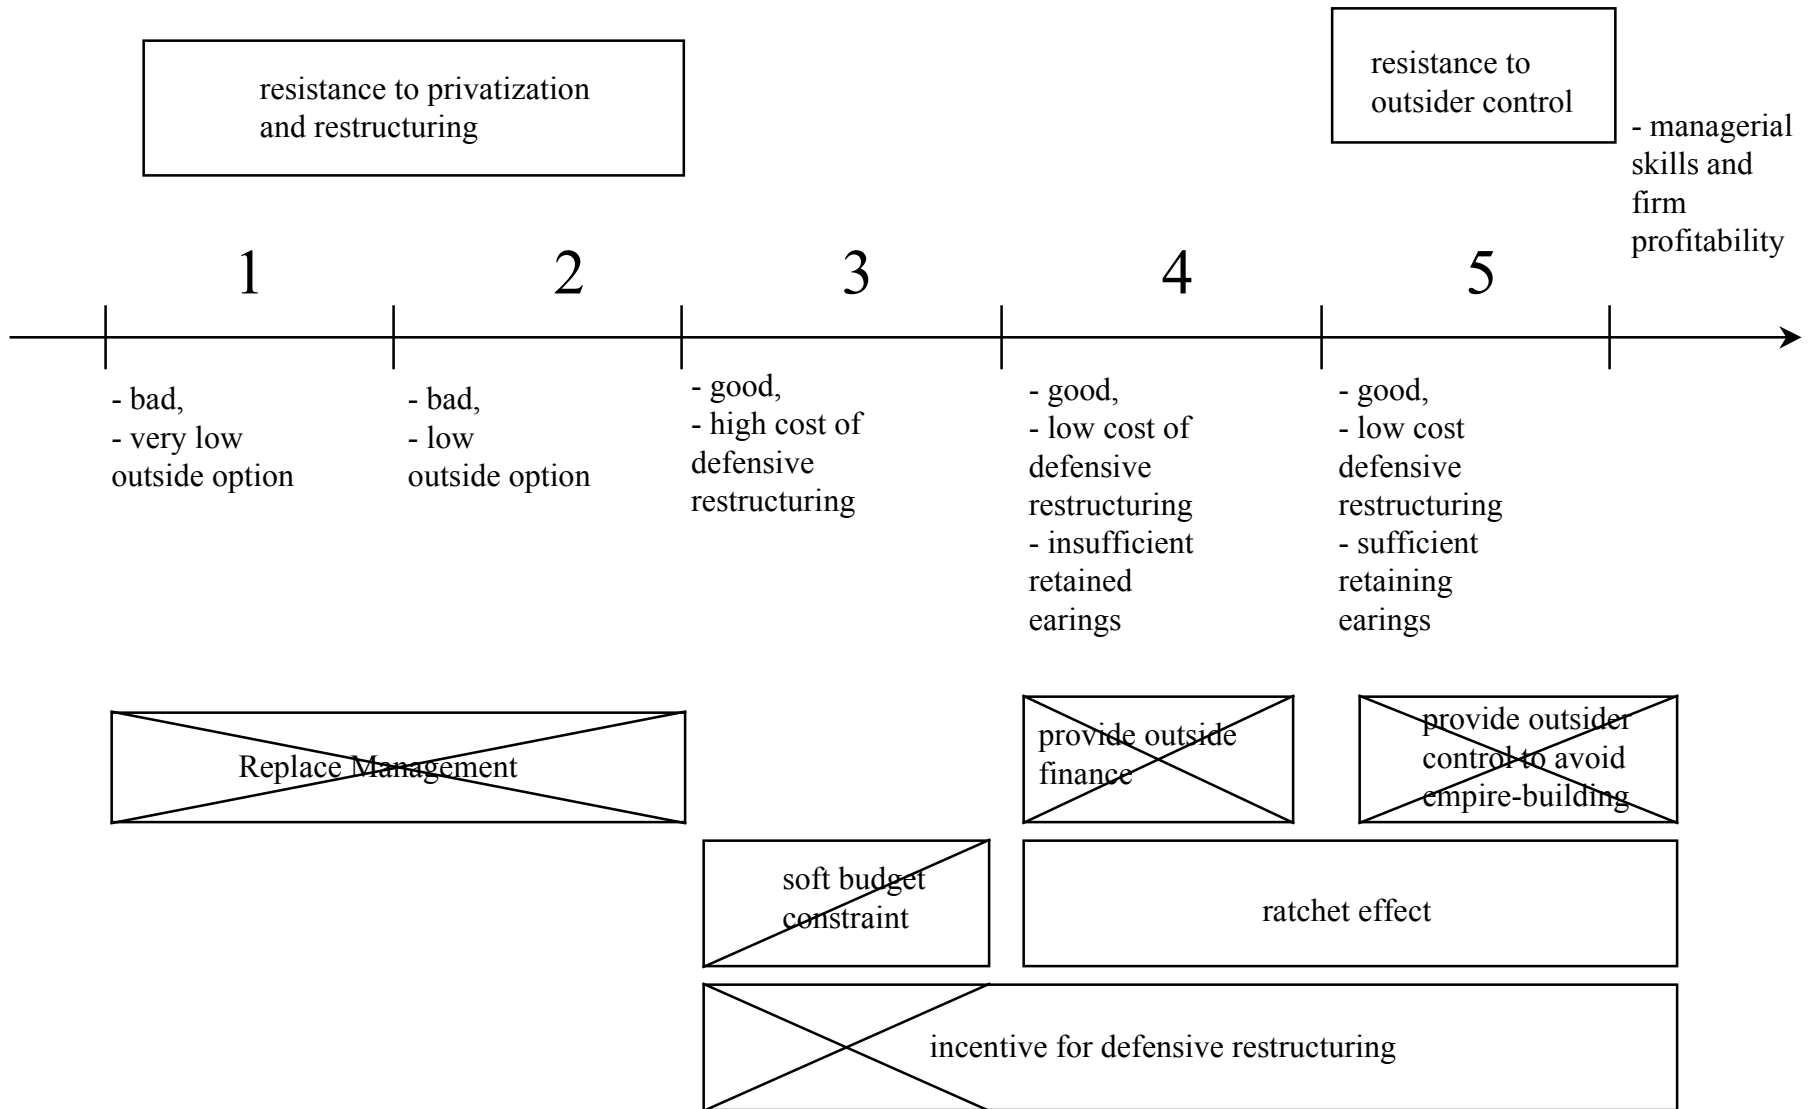 resistance to privatization
and restructuring
resistance to
outsider control
- managerial
skills and
firm
profitability
1
2
3
4
5
- bad,
- very low
outside option
- bad,
- low
outside option
- good,
- high cost of
defensive
restructuring
- good,
- low cost of
defensive
restructuring
- insufficient
retained
earings
- good,
- low cost
defensive
restructuring
- sufficient
retaining
earings
Replace Management
provide outside
finance
provide outsider
control to avoid
empire-building
soft budget
constraint
ratchet effect
incentive for defensive restructuring